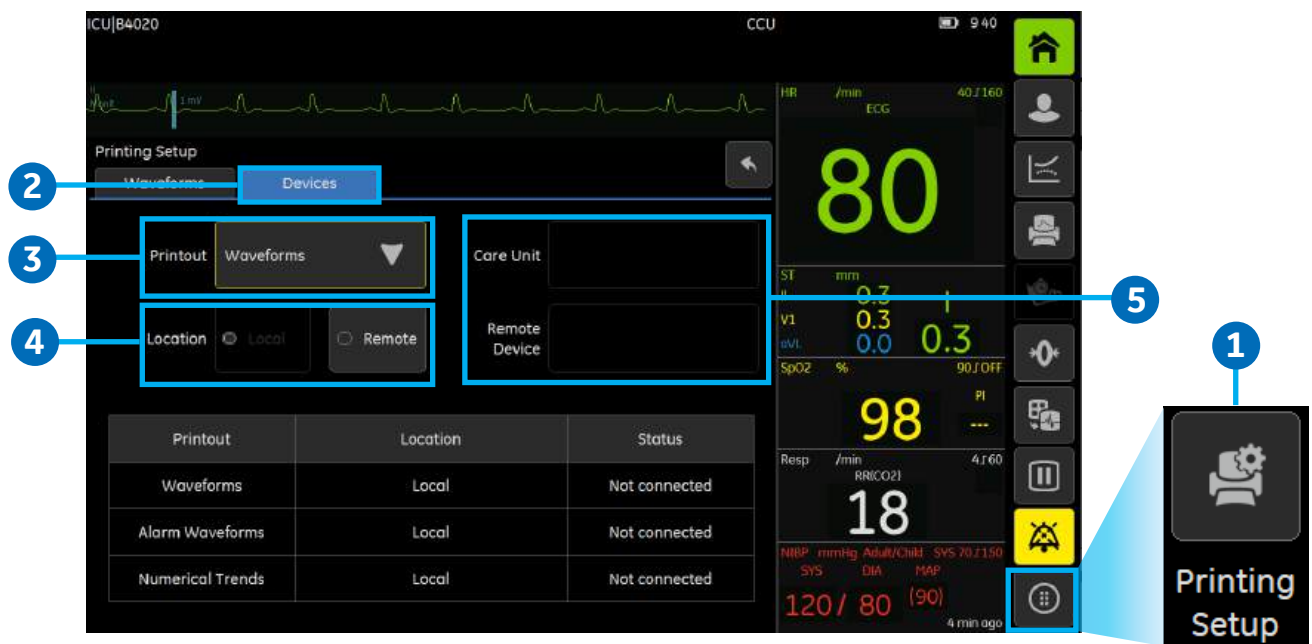 ICU|B4020
CCU
9 40
1 mV
HR /min 40 160
ECG
80
Printing Setup
Waveforms
Devices
2
3
Printout
Waveforms
Care Unit
4
Location
Local
Remote
Remote
Device
5
1
ST mm
II 0.3
V1 0.3
aVL 0.0
0.3
SpO2 % 90 OFF
PI
98
---
Resp /min 4 60
RR(CO2)
18
NIBP mmHg Adult/Child SYS 70 150
SYS DIA MAP
120/ 80 (90)
4 min ago
Printout Location Status
Waveforms Local Not connected
Alarm Waveforms Local Not connected
Numerical Trends Local Not connected
Printing
Setup